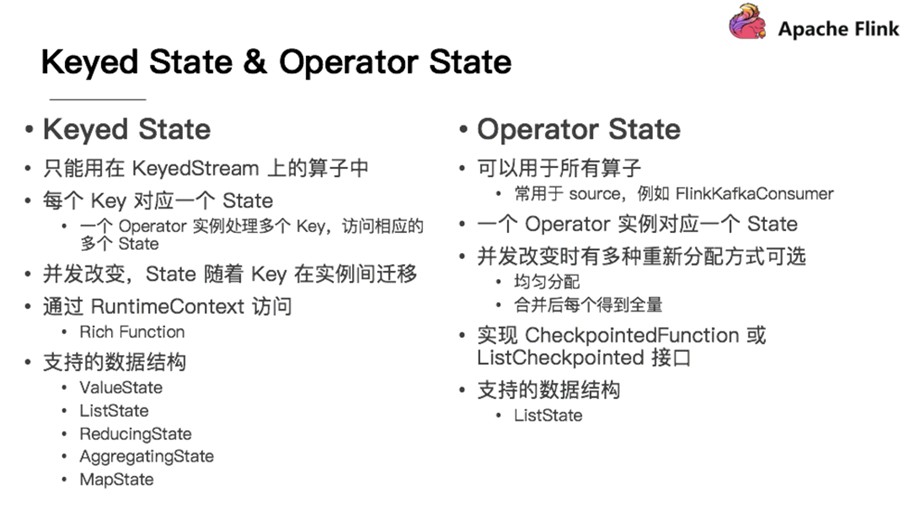 Apache Flink
Keyed State & Operator State
• Keyed State
• 只能用在 KeyedStream 上的算子中
• 每个 Key 对应一个 State
• 一个 Operator 实例处理多个 Key，访问相应的
多个 State
• 并发改变，State 随着 Key 在实例间迁移
• 通过 RuntimeContext 访问
• Rich Function
• 支持的数据结构
• ValueState
• ListState
• ReducingState
• AggregatingState
• MapState
• Operator State
• 可以用于所有算子
• 常用于 source，例如 FlinkKafkaConsumer
• 一个 Operator 实例对应一个 State
• 并发改变时有多种重新分配方式可选
• 均匀分配
• 合并后每个得到全量
• 实现 CheckpointedFunction 或
ListCheckpointed 接口
• 支持的数据结构
• ListState